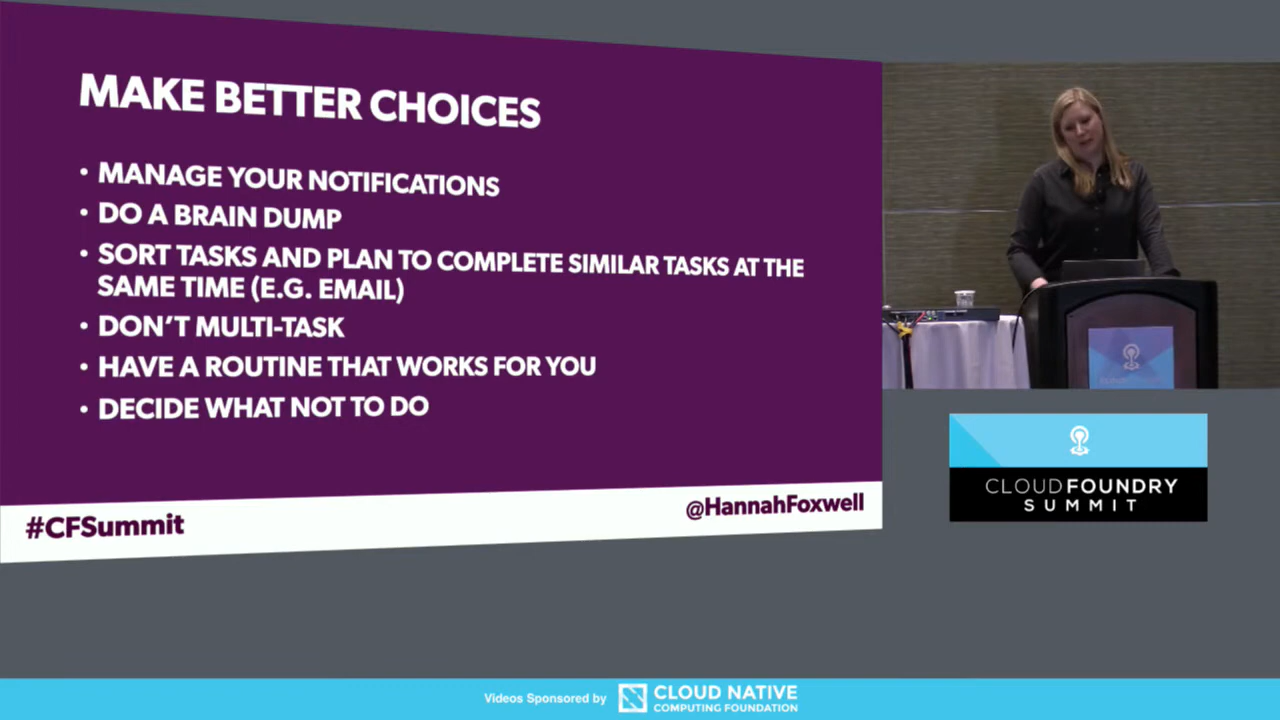 MAKE BETTER CHOICES
• MANAGE YOUR NOTIFICATIONS
• DO A BRAIN DUMP
• SORT TASKS AND PLAN TO COMPLETE SIMILAR TASKS AT THE
SAME TIME (E.G. EMAIL)
• DON'T MULTI-TASK
• HAVE A ROUTINE THAT WORKS FOR YOU
• DECIDE WHAT NOT TO DO
#CFSummit
@HannahFoxwell
CLOUD FOUNDRY
SUMMIT
Videos Sponsored by
CLOUD NATIVE
COMPUTING FOUNDATION